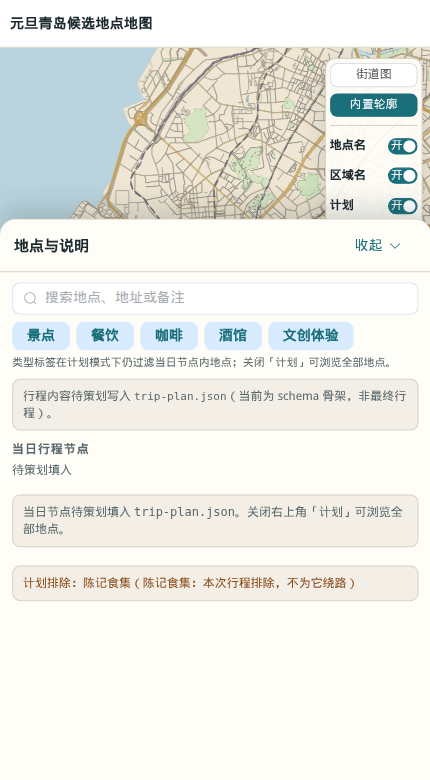 元旦青岛候选地点地图
街道图
内置轮廓
地点名 开
区域名 开
计划 开
地点与说明
收起
搜索地点、地址或备注
景点 餐饮 咖啡 酒馆 文创体验
类型标签在计划模式下仍过滤当日节点内地点；关闭「计划」可浏览全部地点。
行程内容待策划写入 trip-plan.json（当前为 schema 骨架，非最终行
程）。
当日行程节点
待策划填入
当日节点待策划填入 trip-plan.json。关闭右上角「计划」可浏览全
部地点。
计划排除：陈记食集（陈记食集：本次行程排除，不为它绕路）